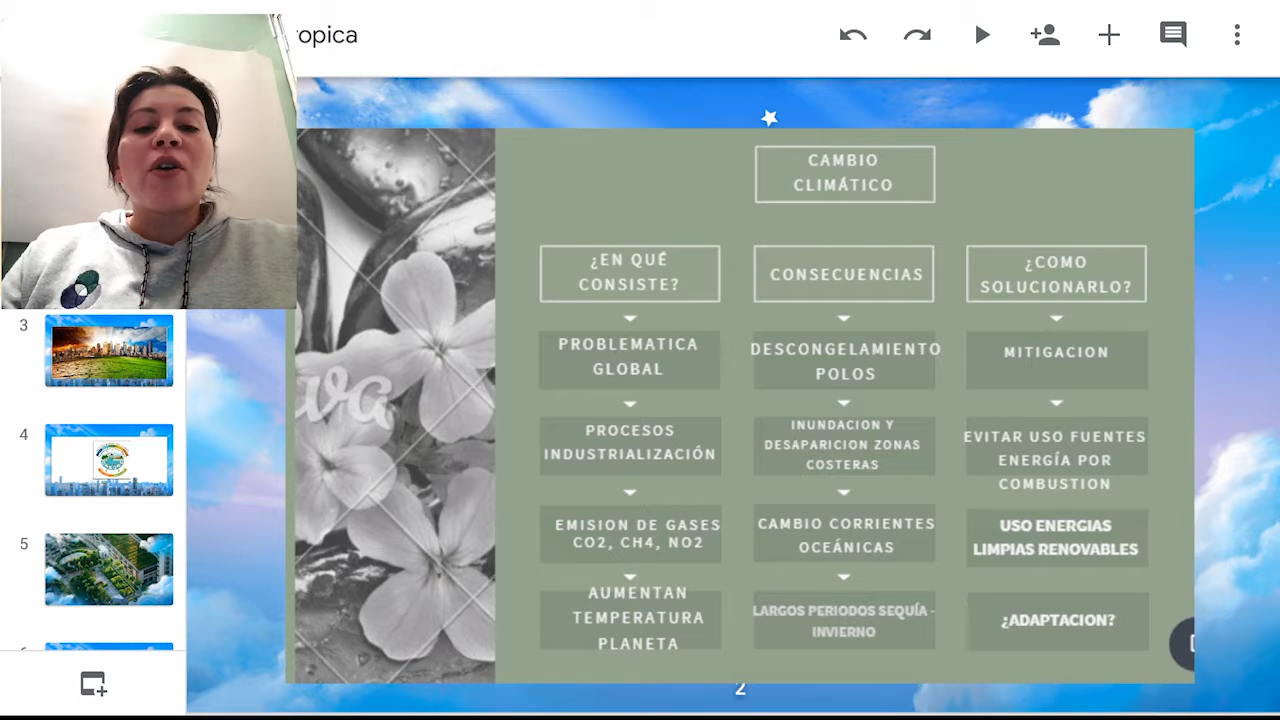 ropica
CAMBIO
CLIMÁTICO
¿EN QUÉ
CONSISTE?
PROBLEMATICA
GLOBAL
PROCESOS
INDUSTRIALIZACIÓN
EMISION DE GASES
CO2, CH4, NO2
AUMENTAN
TEMPERATURA
PLANETA
CONSECUENCIAS
DESCONGELAMIENTO
POLOS
INUNDACION Y
DESAPARICION ZONAS
COSTERAS
CAMBIO CORRIENTES
OCEÁNICAS
LARGOS PERIODOS SEQUÍA -
INVIERNO
¿COMO
SOLUCIONARLO?
MITIGACION
EVITAR USO FUENTES
ENERGÍA POR
COMBUSTION
USO ENERGIAS
LIMPIAS RENOVABLES
¿ADAPTACION?
3
4
5
2